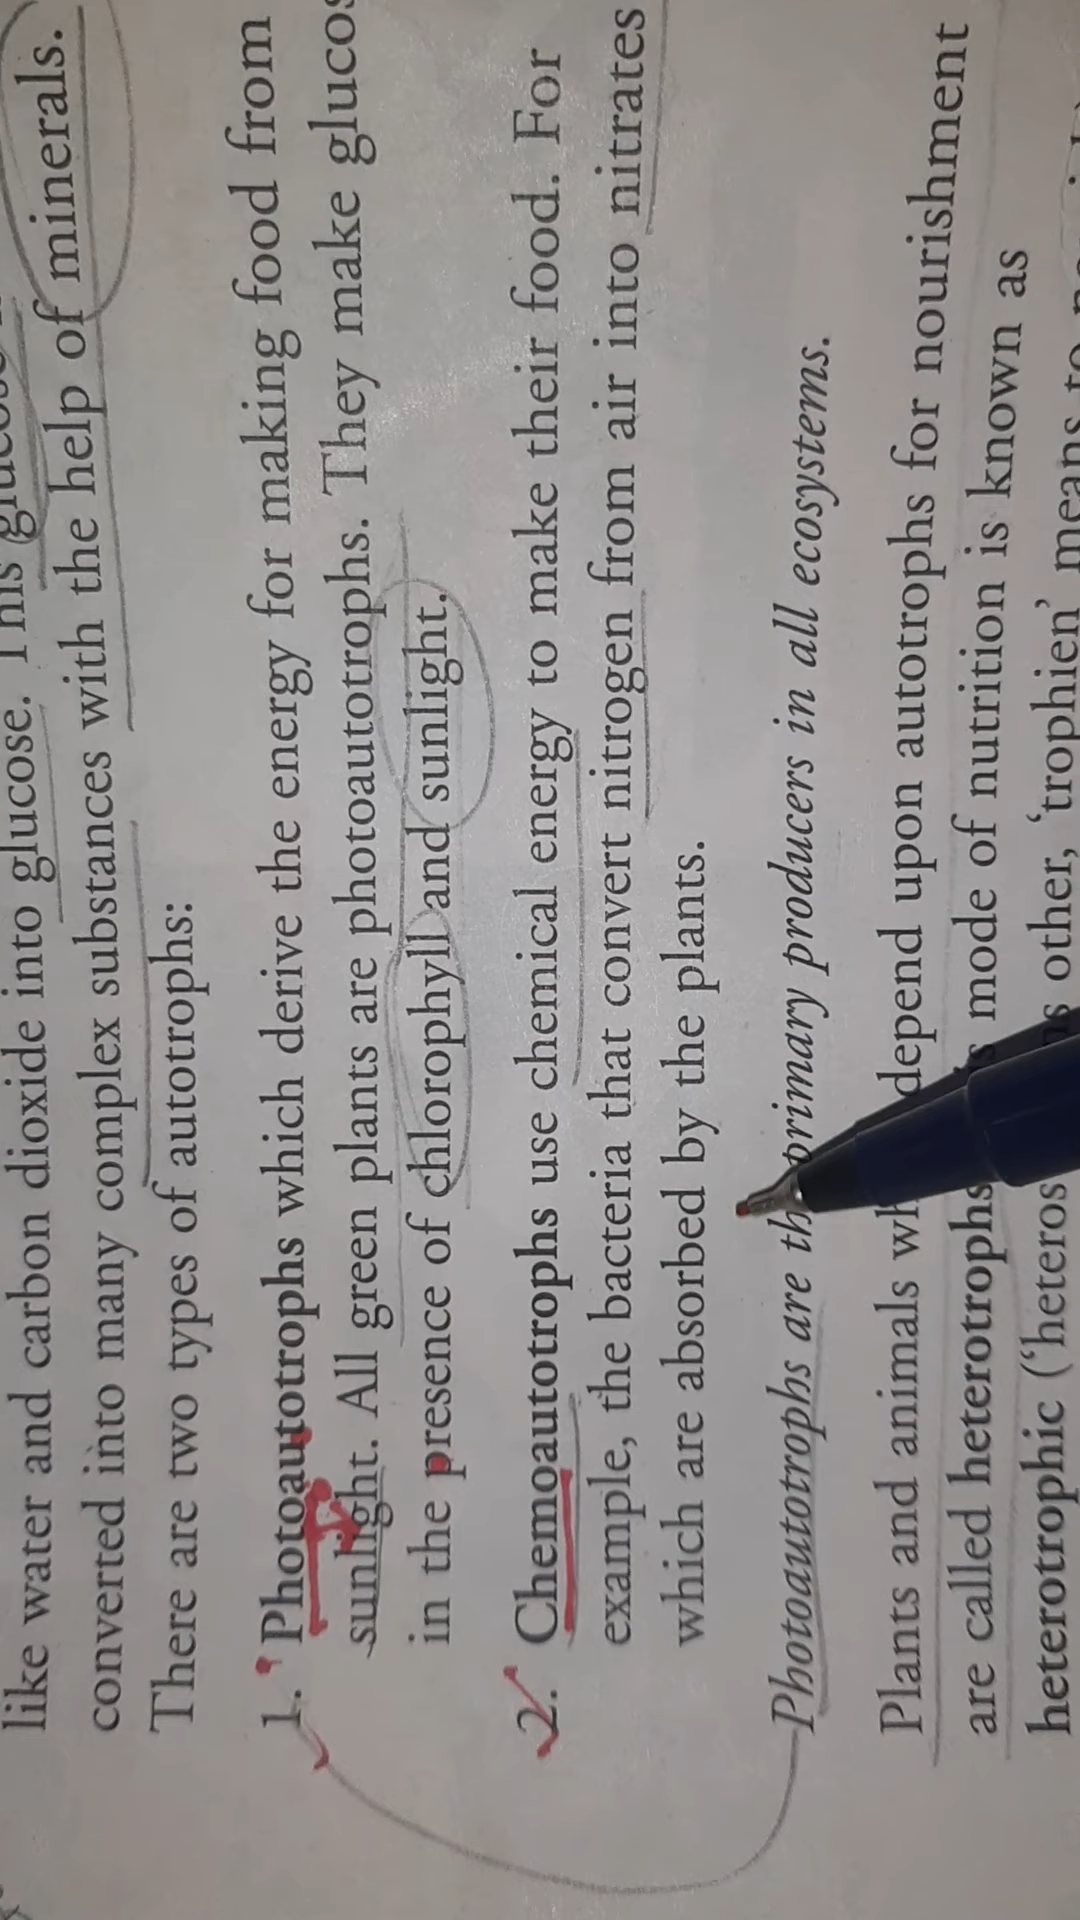 like water and carbon dioxide into glucose. This
converted into many complex substances with the help of minerals.
There are two types of autotrophs:
1. Photoautotrophs which derive the energy for making food from
sunlight. All green plants are photoautotrophs. They make glucos
in the presence of chlorophyll and sunlight.
2. Chemoautotrophs use chemical energy to make their food. For
example, the bacteria that convert nitrogen from air into nitrates
which are absorbed by the plants.
Photoautotrophs are the primary producers in all ecosystems.
Plants and animals wh depend upon autotrophs for nourishment
are called heterotrophs mode of nutrition is known as
heterotrophic ('heteros other, 'trophien' means to